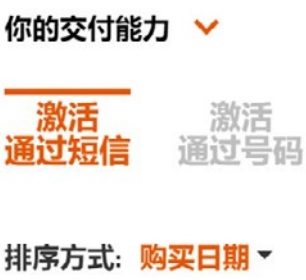 你的交付能力
激活
通过短信
激活
通过号码
排序方式: 购买日期